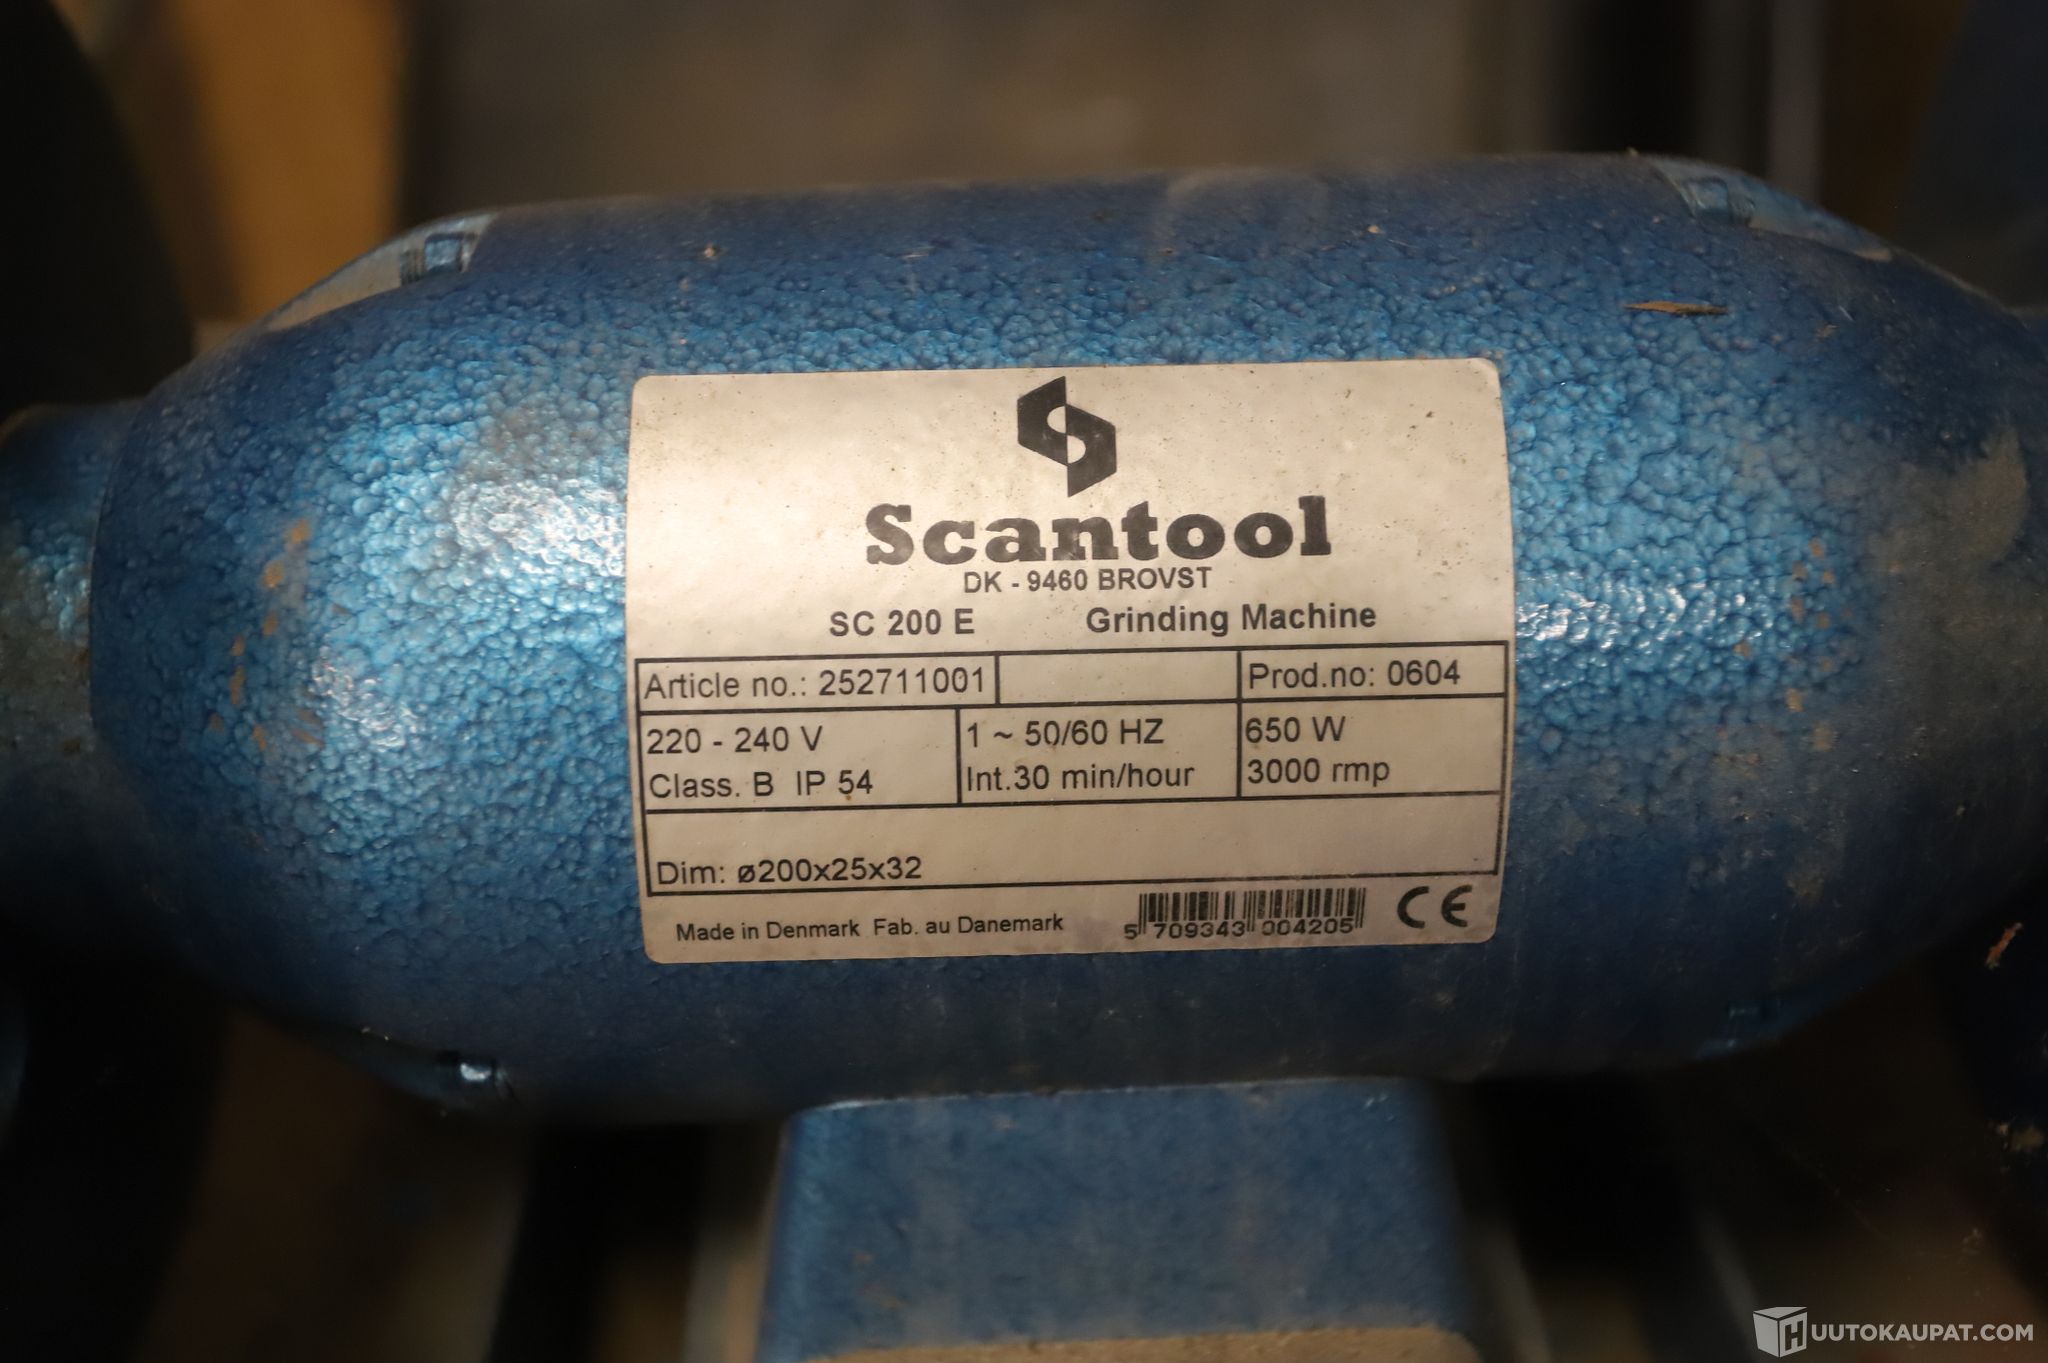 Scantool
DK - 9460 BROVST
SC 200 E Grinding Machine
Article no.: 252711001 Prod.no: 0604
220 - 240 V 1 ~ 50/60 HZ 650 W
Class. B IP 54 Int.30 min/hour 3000 rmp
Dim: ø200x25x32
Made in Denmark Fab. au Danemark 5 709343 004205 CE
HUUTOKAUPAT.COM